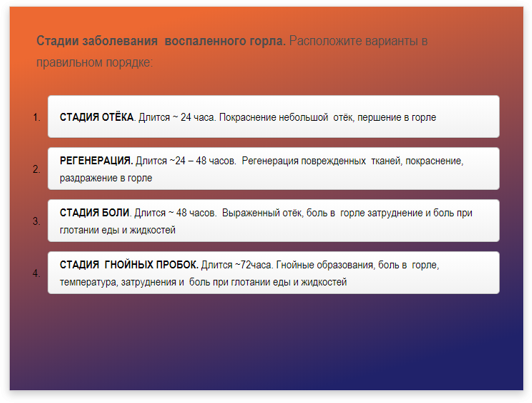 Стадии заболевания  воспаленного горла. Расположите варианты в
правильном порядке:
1. СТАДИЯ ОТЁКА. Длится ~ 24 часа. Покраснение небольшой  отёк, першение в горле
2. РЕГЕНЕРАЦИЯ. Длится ~24 – 48 часов.  Регенерация поврежденных  тканей, покраснение,
раздражение в горле
3. СТАДИЯ БОЛИ. Длится ~ 48 часов.  Выраженный отёк, боль в  горле затруднение и боль при
глотании еды и жидкостей
4. СТАДИЯ  ГНОЙНЫХ ПРОБОК. Длится ~72часа. Гнойные образования, боль в  горле,
температура, затруднения и  боль при глотании еды и жидкостей